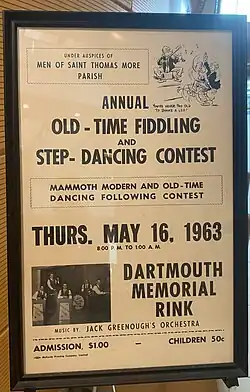 UNDER AUSPICES OF
MEN OF SAINT THOMAS MORE
PARISH
ANNUAL
OLD-TIME FIDDLING
AND
STEP-DANCING CONTEST
MAMMOTH MODERN AND OLD-TIME
DANCING FOLLOWING CONTEST
THURS. MAY 16, 1963
8:00 P.M. TO 1:00 A.M.
DARTMOUTH
MEMORIAL
RINK
MUSIC BY: JACK GREENOUGH'S ORCHESTRA
ADMISSION, $1.00 - CHILDREN 50c